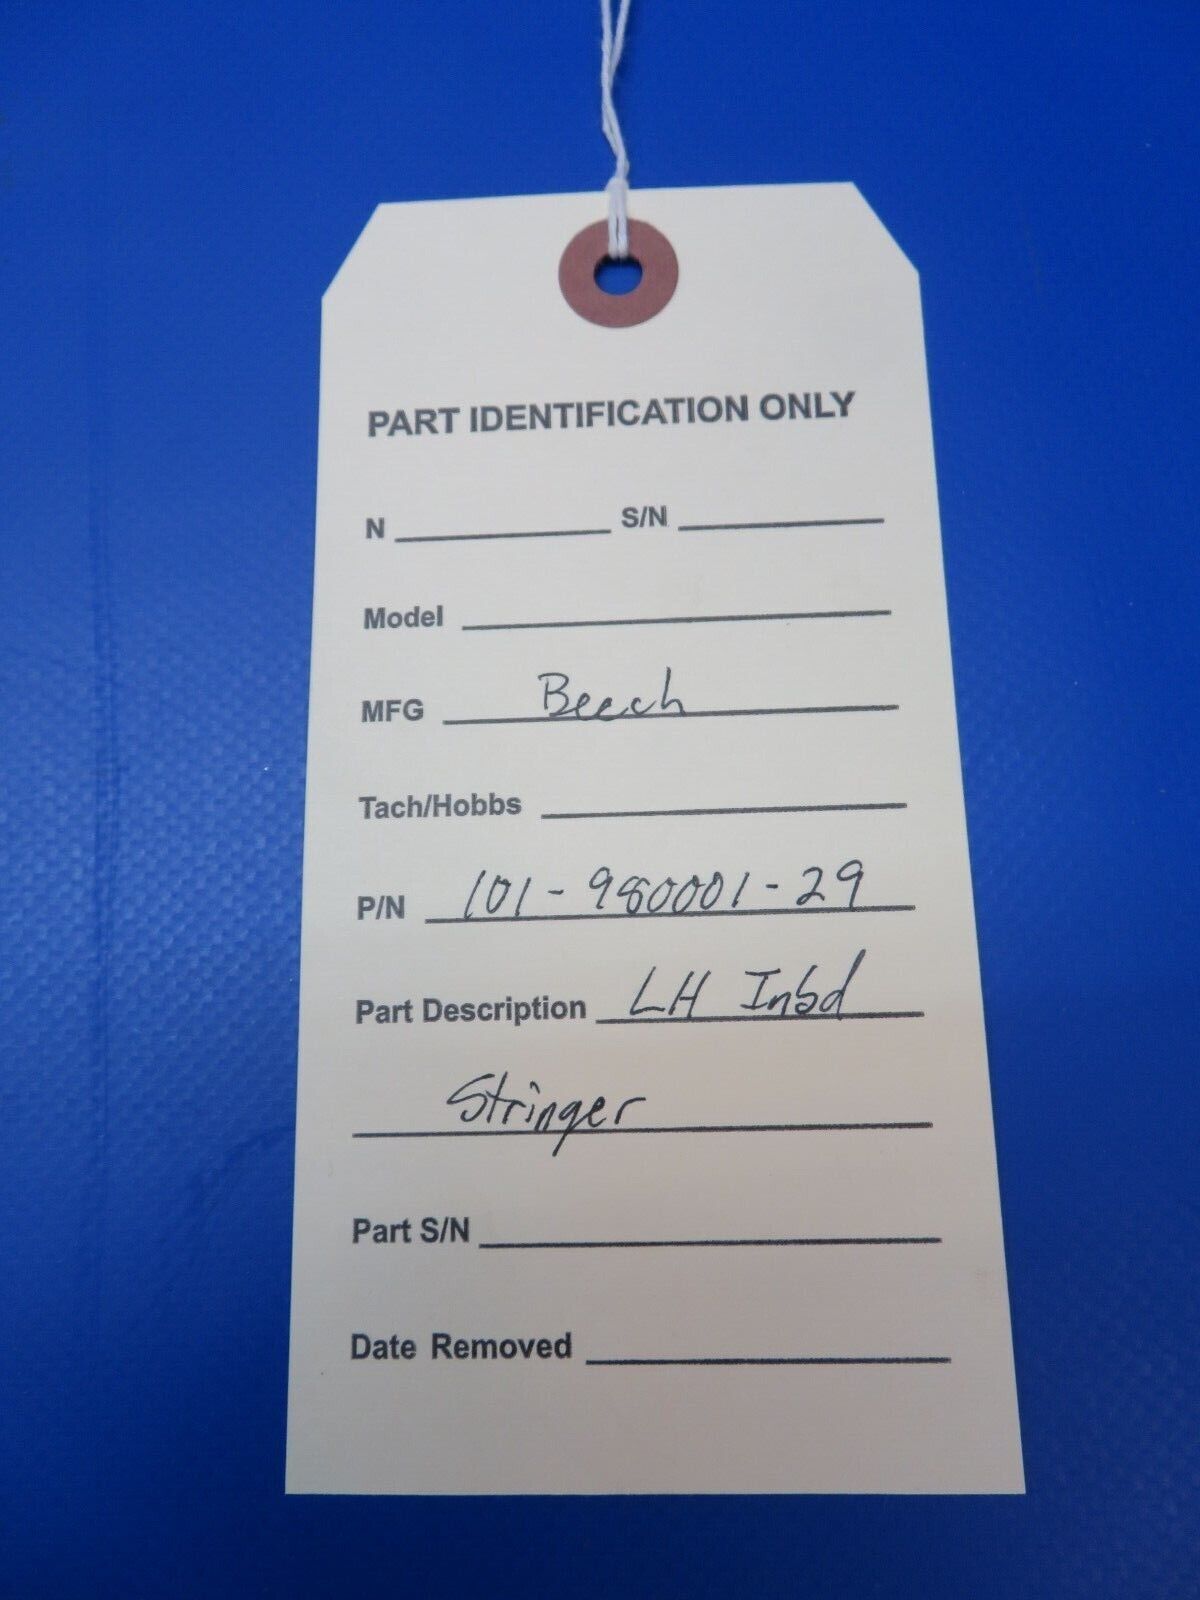 PART IDENTIFICATION ONLY
N S/N
Model
MFG Beech
Tach/Hobbs
P/N 101-980001-29
Part Description LH Inbd
Stringer
Part S/N
Date Removed